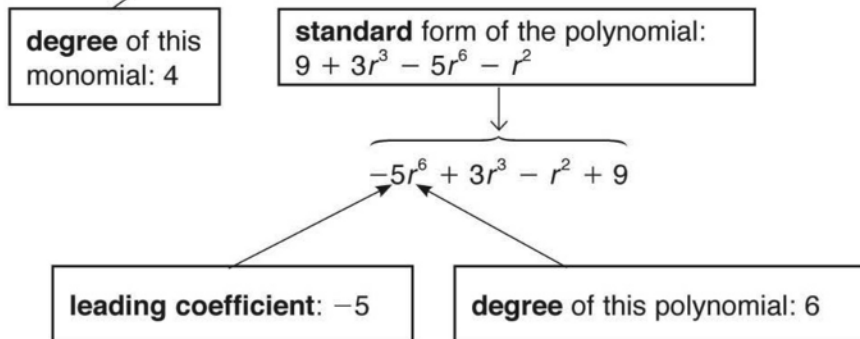 degree of this
monomial: 4
standard form of the polynomial:
9 + 3r³ − 5r⁶ − r²
−5r⁶ + 3r³ − r² + 9
leading coefficient: −5
degree of this polynomial: 6